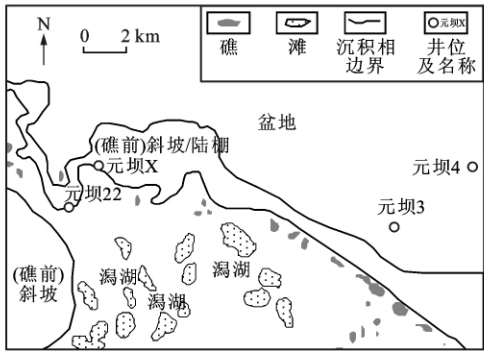 N
0 2 km
元坝X
礁
滩
沉积相
边界
井位
及名称
盆地
(礁前)斜坡/陆棚
元坝X
元坝4
元坝22
元坝3
潟湖
(礁前)
斜坡
潟湖